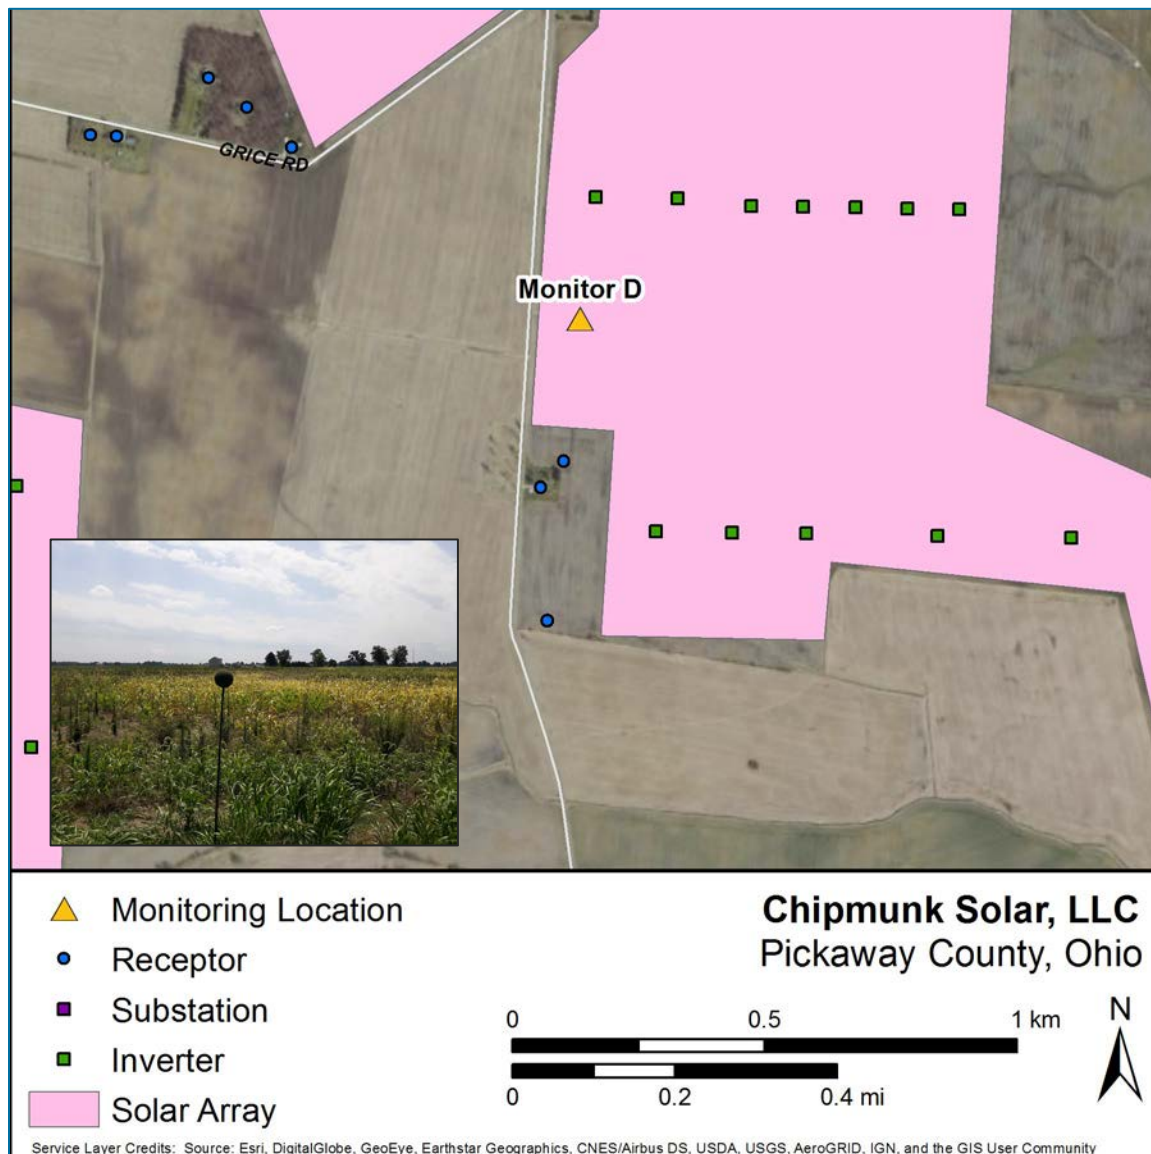 GRICE RD
Monitor D
Monitoring Location
Receptor
Substation
Inverter
Solar Array
Chipmunk Solar, LLC
Pickaway County, Ohio
0 0.5 1 km
0 0.2 0.4 mi
N
Service Layer Credits: Source: Esri, DigitalGlobe, GeoEye, Earthstar Geographics, CNES/Airbus DS, USDA, USGS, AeroGRID, IGN, and the GIS User Community